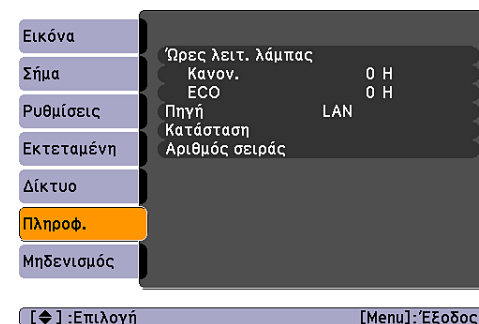 Εικόνα
Σήμα
Ρυθμίσεις
Εκτεταμένη
Δίκτυο
Πληροφ.
Μηδενισμός
Ώρες λειτ. λάμπας
Κανον. 0 H
ECO 0 H
Πηγή LAN
Κατάσταση
Αριθμός σειράς
[◆] :Επιλογή [Menu]:Έξοδος